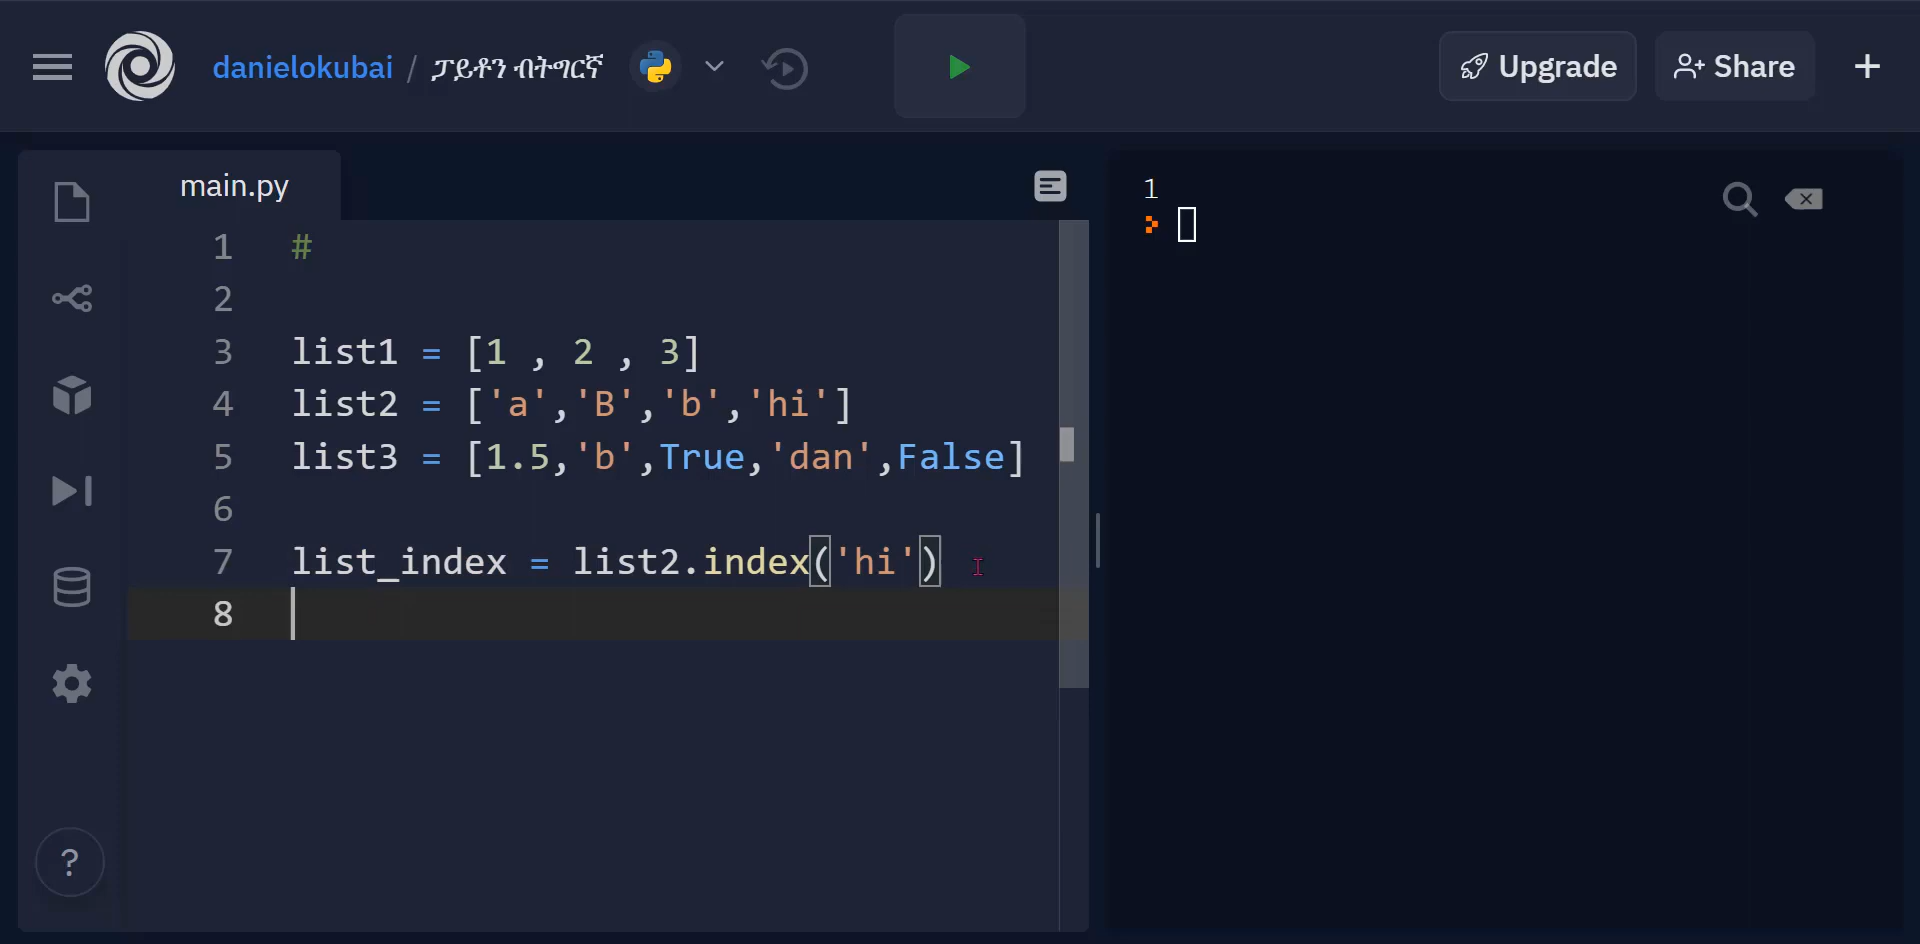 danielokubai / ፓይቶን ብትግርኛ
Upgrade
Share
main.py
1 #
2
3 list1 = [1 , 2 , 3]
4 list2 = ['a','B','b','hi']
5 list3 = [1.5,'b',True,'dan',False]
6
7 list_index = list2.index('hi')
8
?
1